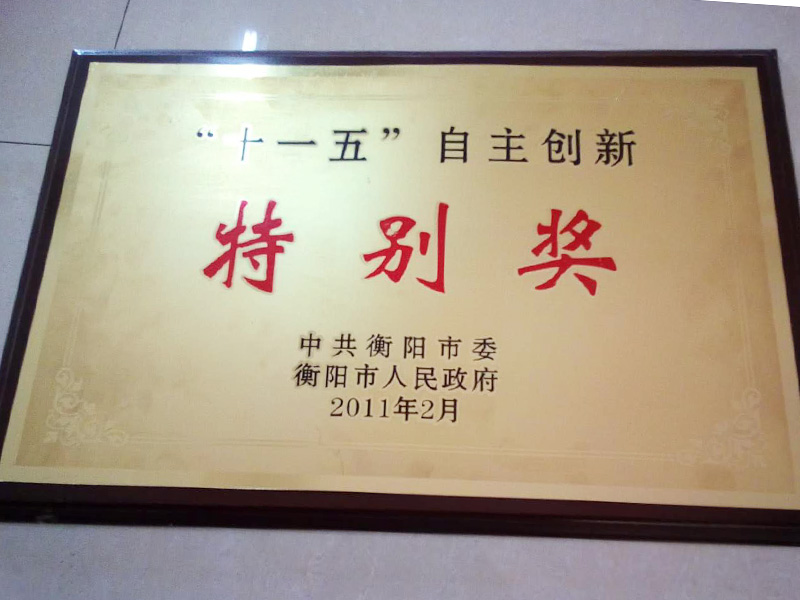 “十一五”自主创新
特别奖
中共衡阳市委
衡阳市人民政府
2011年2月